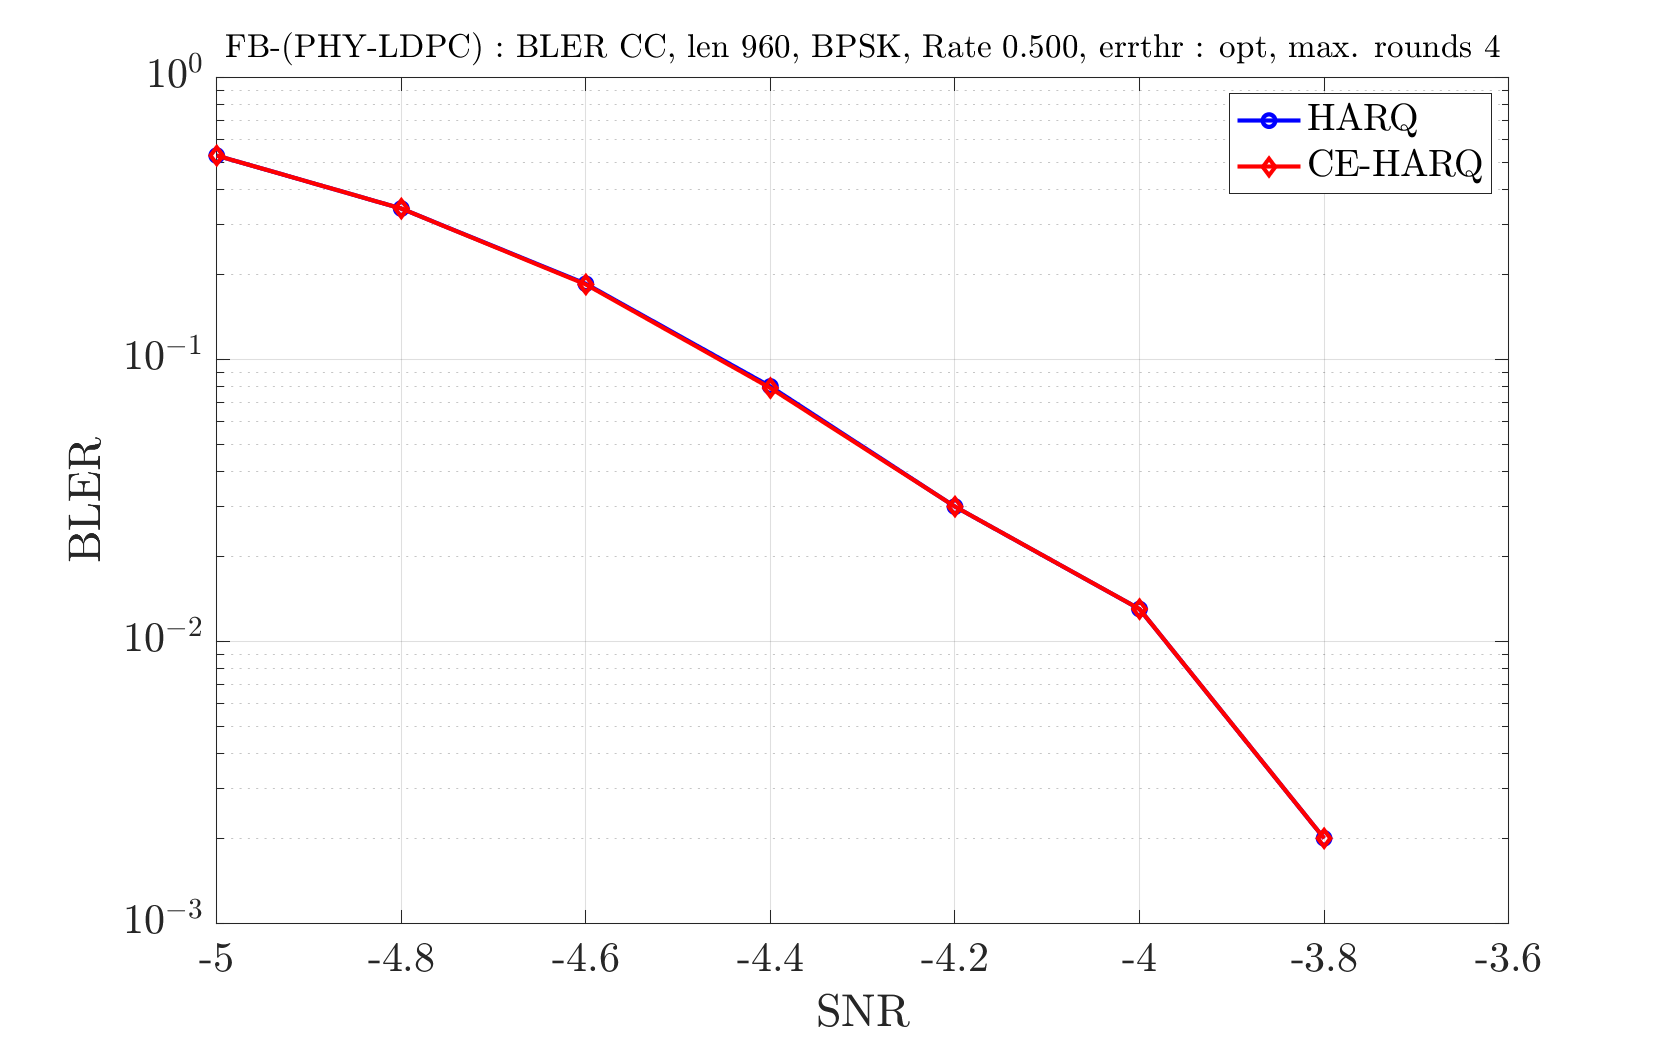 FB-(PHY-LDPC) : BLER CC, len 960, BPSK, Rate 0.500, errthr : opt, max. rounds 4
10^0
HARQ
CE-HARQ
10^{-1}
BLER
10^{-2}
10^{-3}
-5 -4.8 -4.6 -4.4 -4.2 -4 -3.8 -3.6
SNR